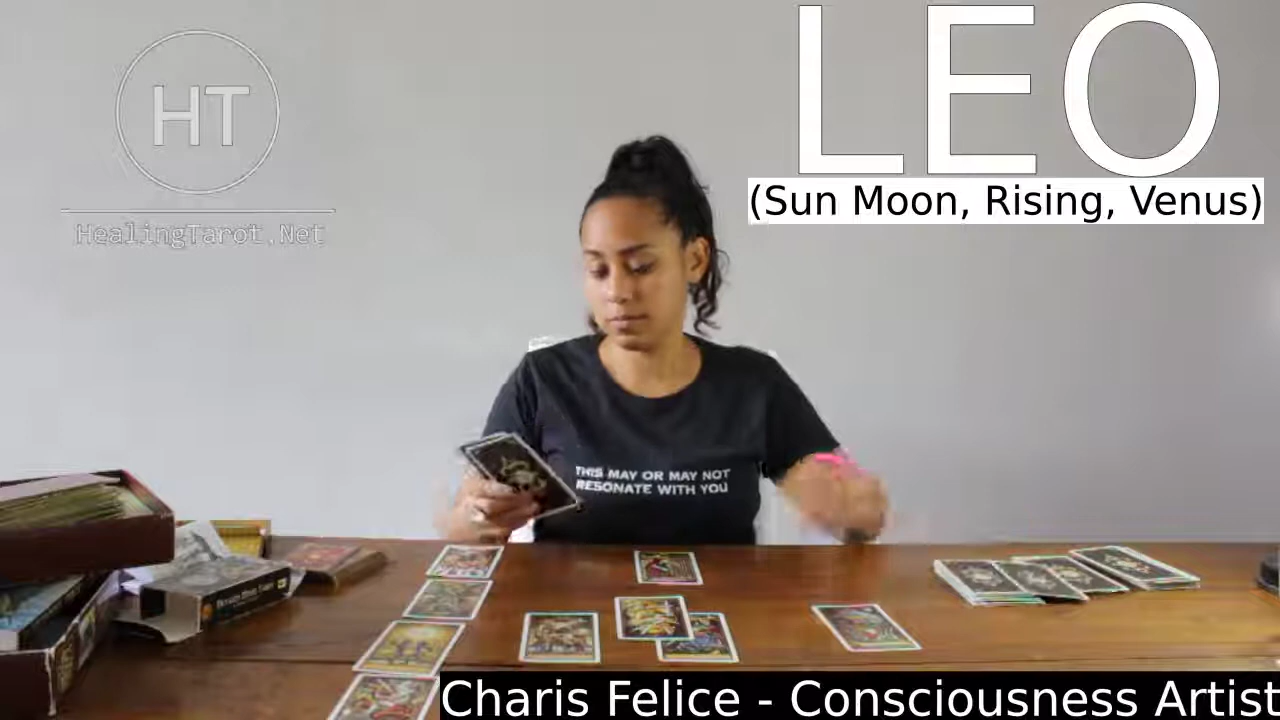 HT
HealingTarot.Net
LEO
(Sun Moon, Rising, Venus)
THIS MAY OR MAY NOT
RESONATE WITH YOU
Charis Felice - Consciousness Artist